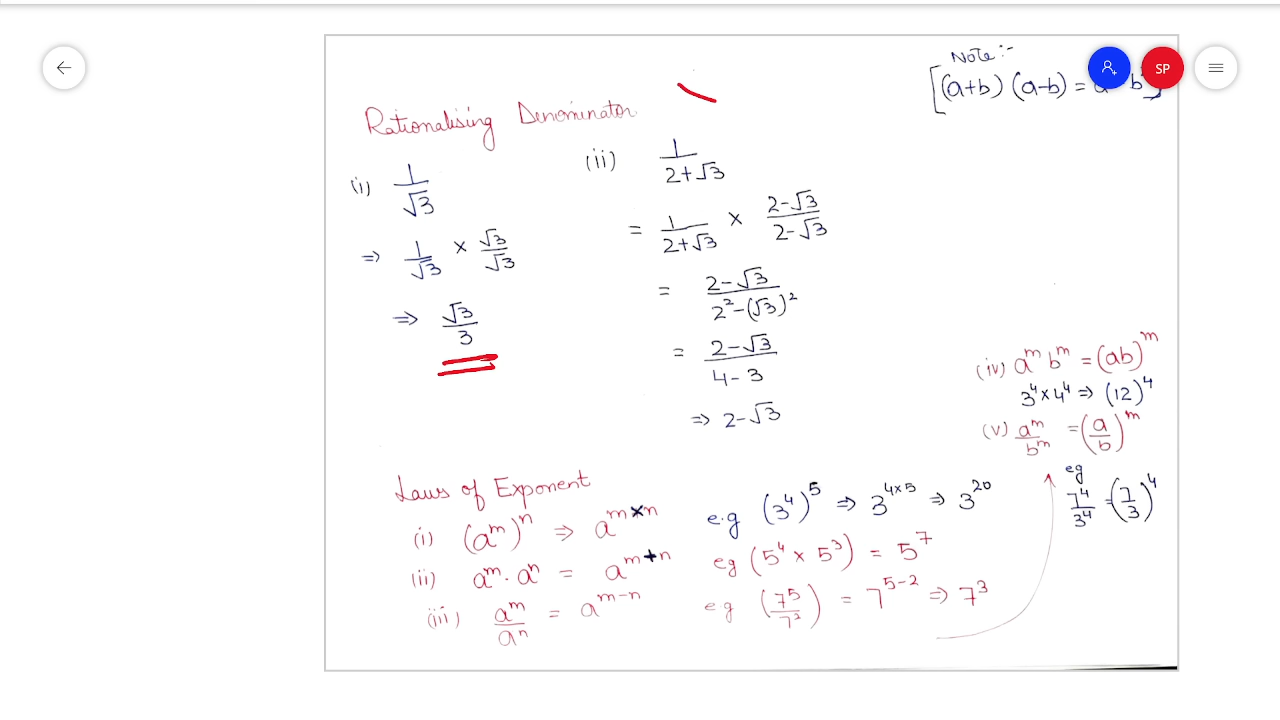 Note :-
[(a+b) (a-b) = a b]
SP
Rationalising Denominator
(i) 1/√3
⇒ 1/√3 × √3/√3
⇒ √3/3
(ii) 1/(2+√3)
= 1/(2+√3) × (2-√3)/(2-√3)
= (2-√3)/(2²-(√3)²)
= (2-√3)/(4-3)
⇒ 2-√3
Laws of Exponent
(i) (a^m)^n ⇒ a^(m×n) e.g (3⁴)⁵ ⇒ 3^(4×5) ⇒ 3^20
(ii) a^m . a^n = a^(m+n) eg (5⁴ × 5³) = 5⁷
(iii) a^m/a^n = a^(m-n) e.g (7⁵/7²) = 7^(5-2) ⇒ 7³
(iv) a^m b^m = (ab)^m
3⁴×4⁴ ⇒ (12)⁴
(v) a^m/b^m = (a/b)^m
eg
7⁴/3⁴ = (7/3)⁴